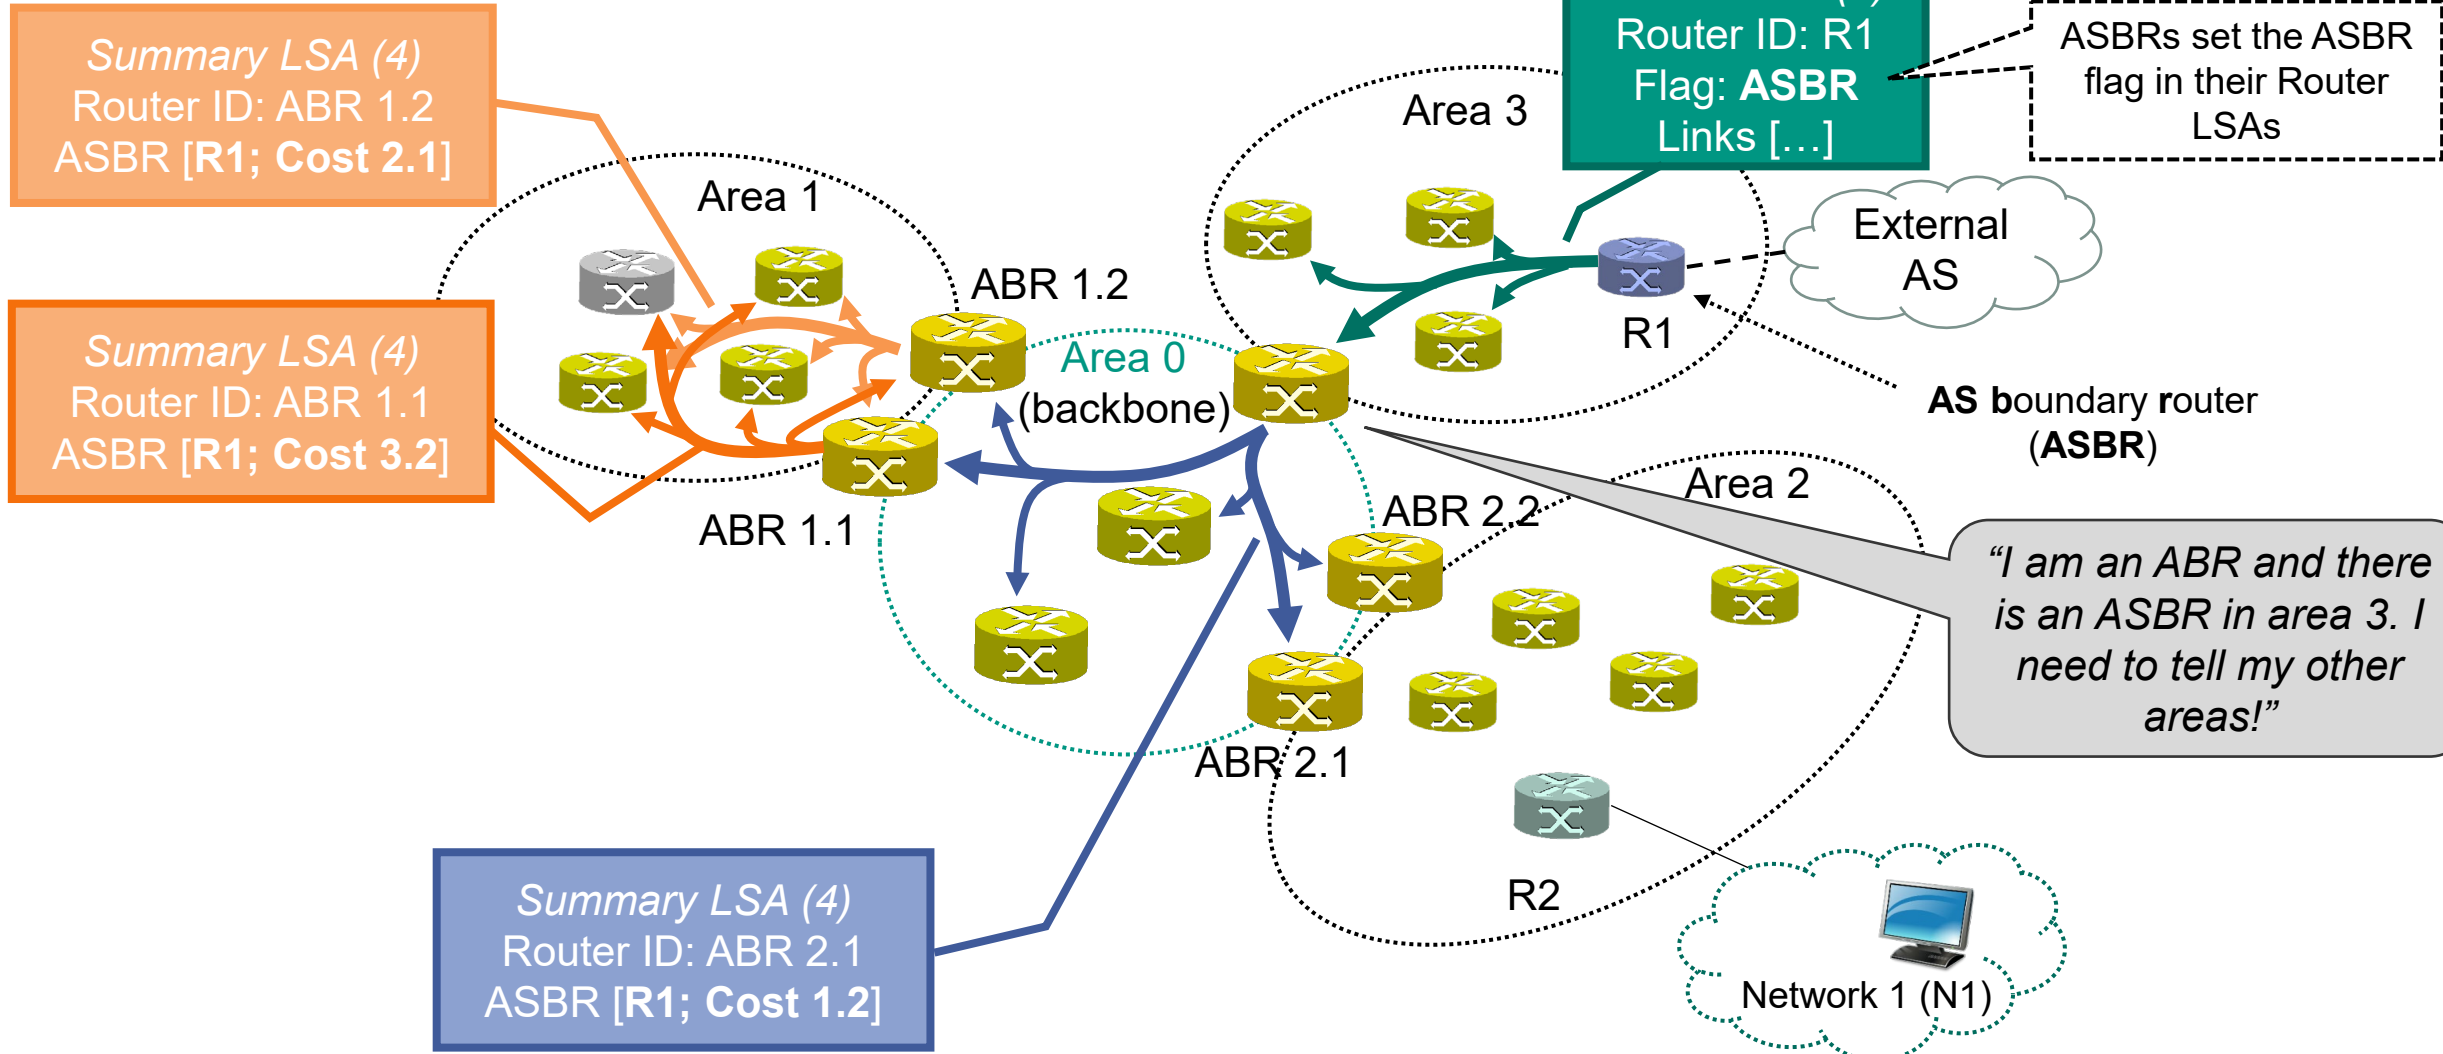 Summary LSA (4)
Router ID: ABR 1.2
ASBR [R1; Cost 2.1]
Router ID: R1
Flag: ASBR
Links […]
ASBRs set the ASBR
flag in their Router
LSAs
Area 3
Area 1
External
AS
ABR 1.2
R1
Summary LSA (4)
Router ID: ABR 1.1
ASBR [R1; Cost 3.2]
Area 0
(backbone)
AS boundary router
(ASBR)
ABR 1.1
ABR 2.2
Area 2
“I am an ABR and there
is an ASBR in area 3. I
need to tell my other
areas!”
ABR 2.1
R2
Summary LSA (4)
Router ID: ABR 2.1
ASBR [R1; Cost 1.2]
Network 1 (N1)